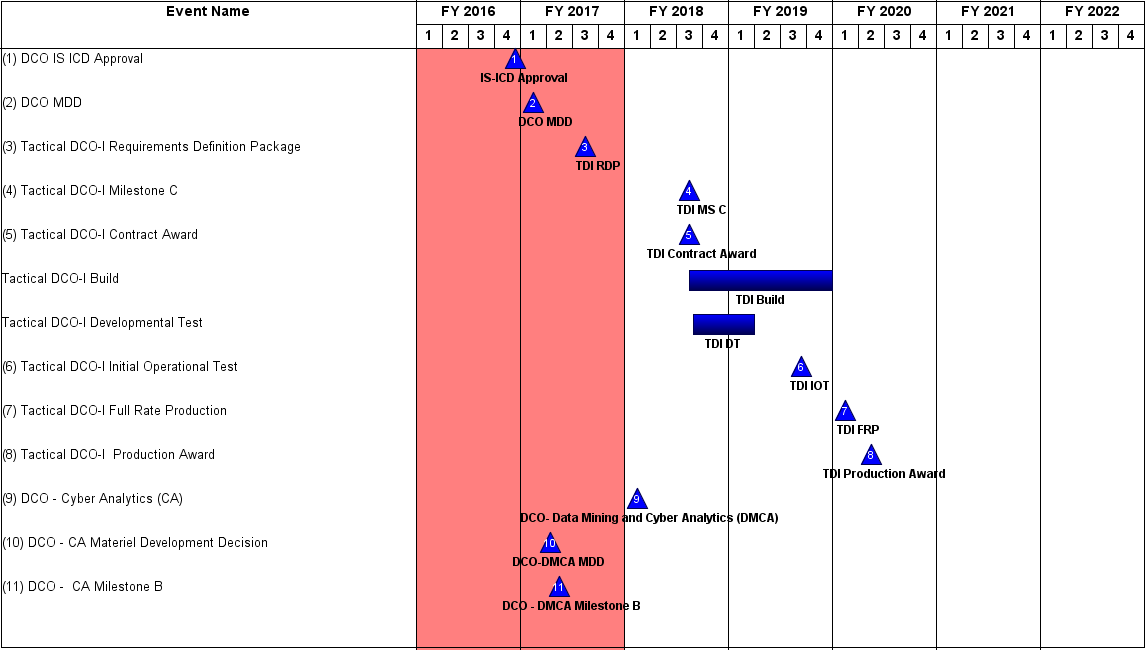 Event Name FY 2016 FY 2017 FY 2018 FY 2019 FY 2020 FY 2021 FY 2022
1 2 3 4 1 2 3 4 1 2 3 4 1 2 3 4 1 2 3 4 1 2 3 4 1 2 3 4
(1) DCO IS ICD Approval 1
IS-ICD Approval
(2) DCO MDD 2
DCO MDD
(3) Tactical DCO-I Requirements Definition Package 3
TDI RDP
(4) Tactical DCO-I Milestone C 4
TDI MS C
(5) Tactical DCO-I Contract Award 5
TDI Contract Award
Tactical DCO-I Build
TDI Build
Tactical DCO-I Developmental Test
TDI DT
(6) Tactical DCO-I Initial Operational Test 6
TDI IOT
(7) Tactical DCO-I Full Rate Production 7
TDI FRP
(8) Tactical DCO-I  Production Award 8
TDI Production Award
(9) DCO - Cyber Analytics (CA) 9
DCO- Data Mining and Cyber Analytics (DMCA)
(10) DCO - CA Materiel Development Decision 10
DCO-DMCA MDD
(11) DCO -  CA Milestone B 11
DCO - DMCA Milestone B